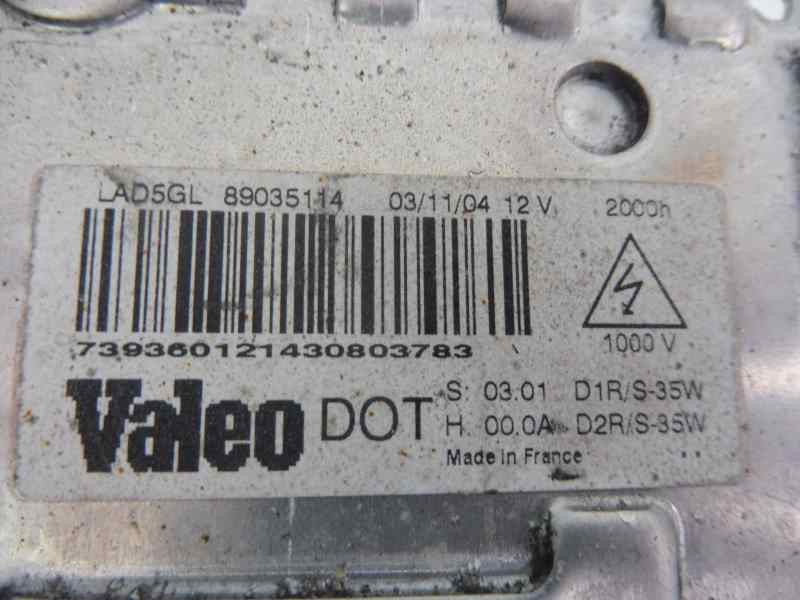 LAD5GL 89035114 03/11/04 12 V 2000h
739360121430803783
1000 V
Valeo DOT
S: 03.01 D1R/S-35W
H. 00.0A D2R/S-35W
Made in France